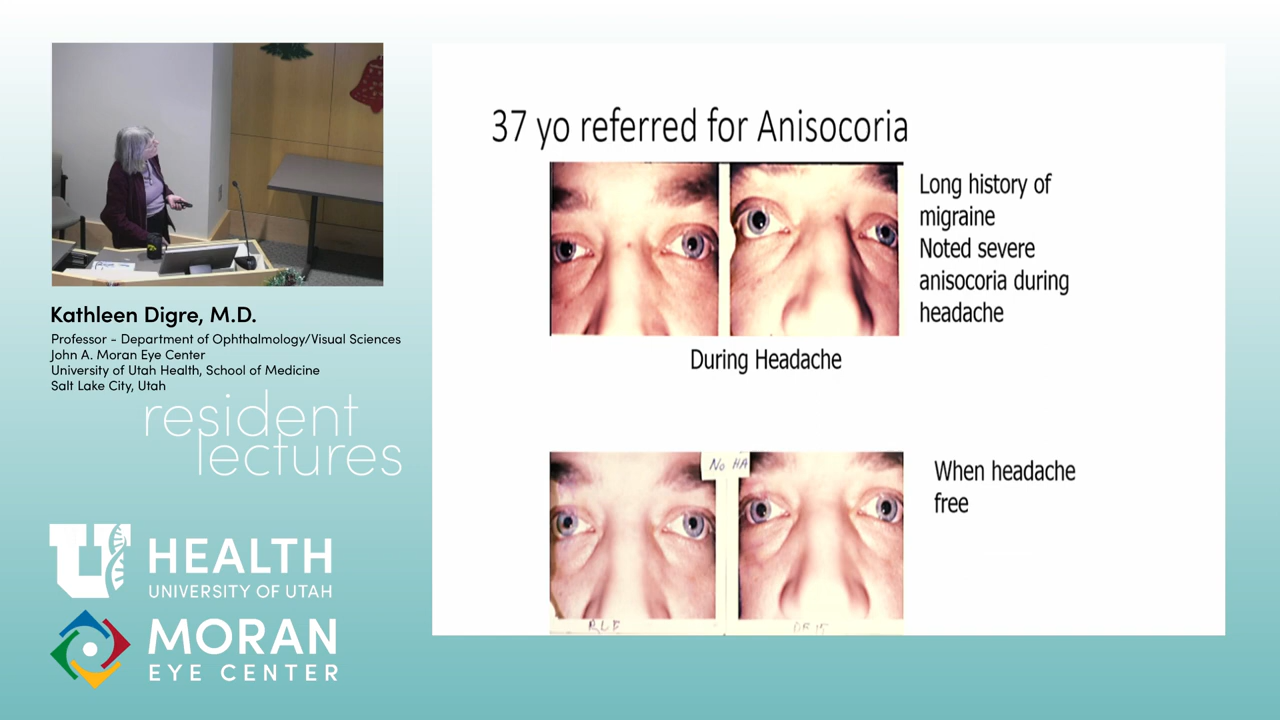 37 yo referred for Anisocoria
Long history of
migraine
Noted severe
anisocoria during
headache
During Headache
No HA
When headache
free
Kathleen Digre, M.D.
Professor - Department of Ophthalmology/Visual Sciences
John A. Moran Eye Center
University of Utah Health, School of Medicine
Salt Lake City, Utah
resident
lectures
U HEALTH
UNIVERSITY OF UTAH
MORAN
EYE CENTER